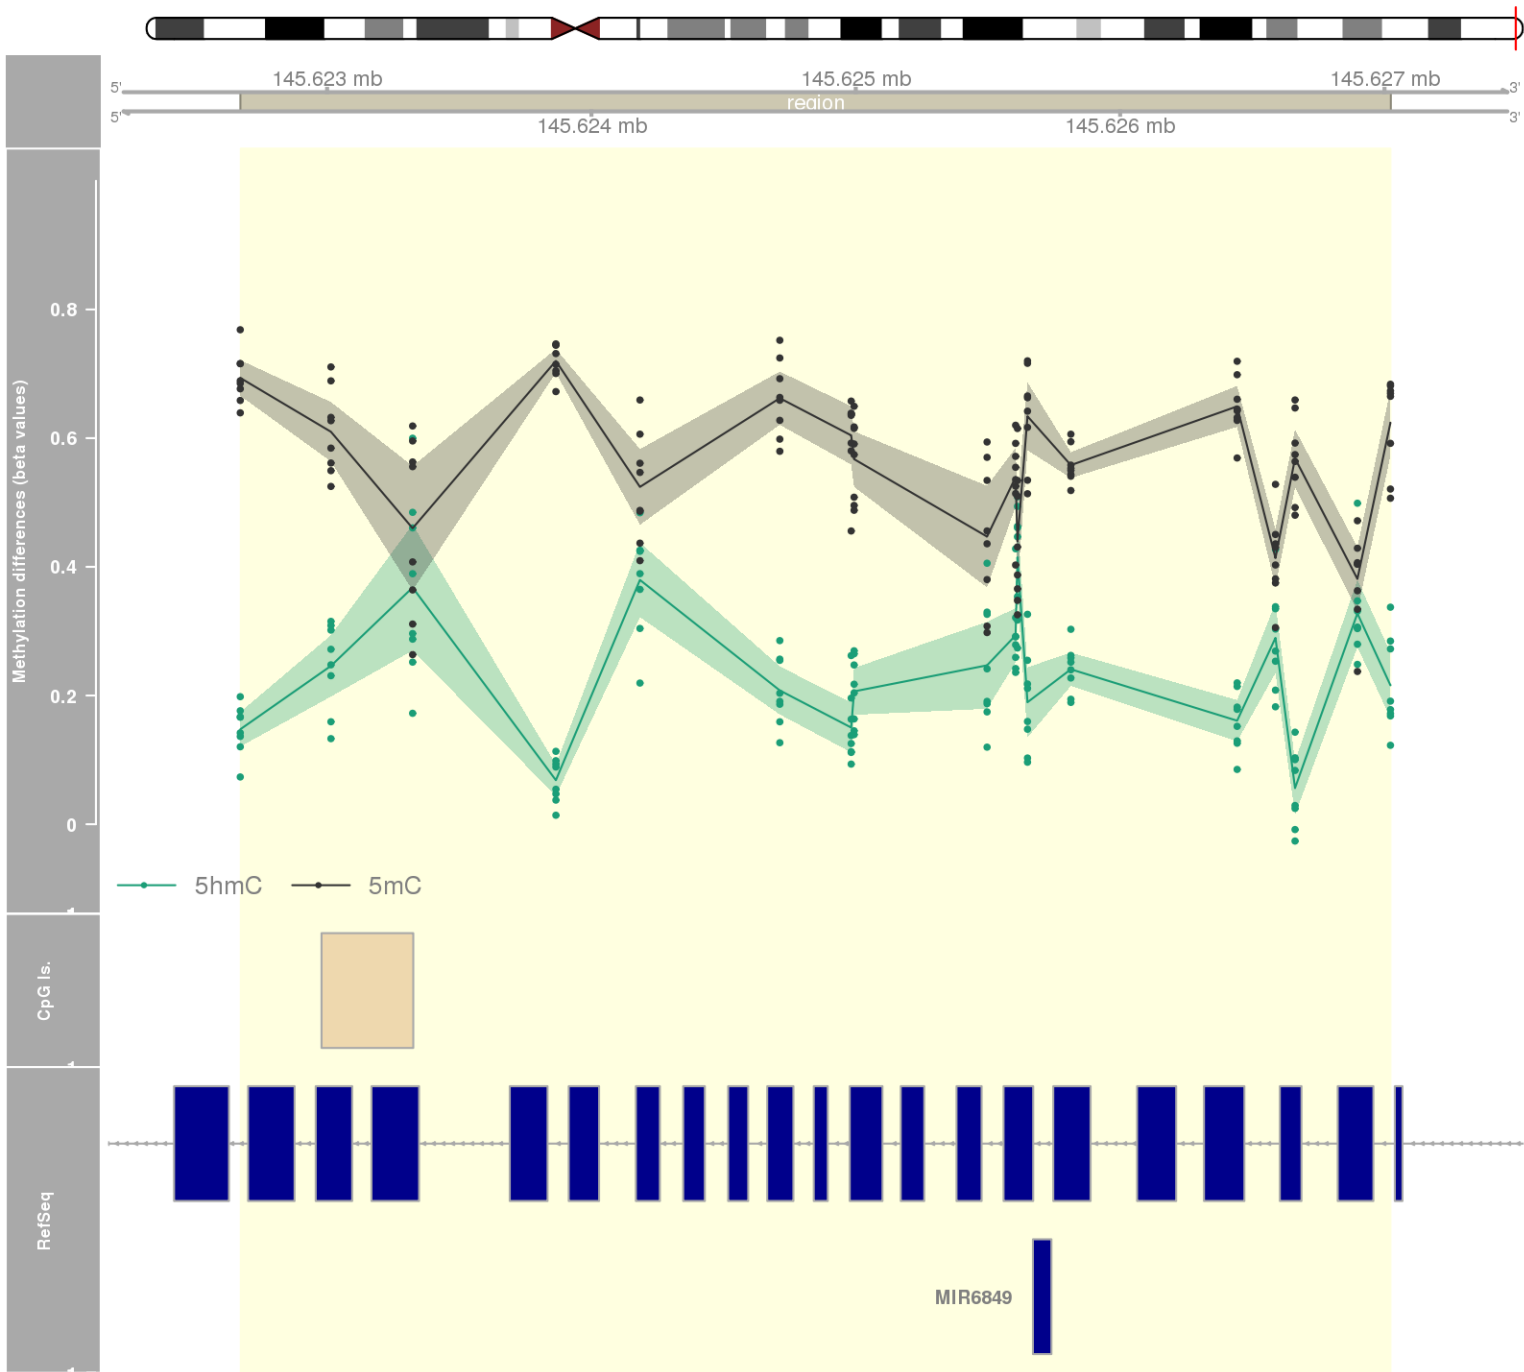 145.623 mb
145.625 mb
145.627 mb
5'
3'
region
5'
3'
145.624 mb
146.626 mb
Methylation differences (beta values)
0.8
0.6
0.4
0.2
0
5hmC
5mC
CpG Is.
RefSeq
MIR6849